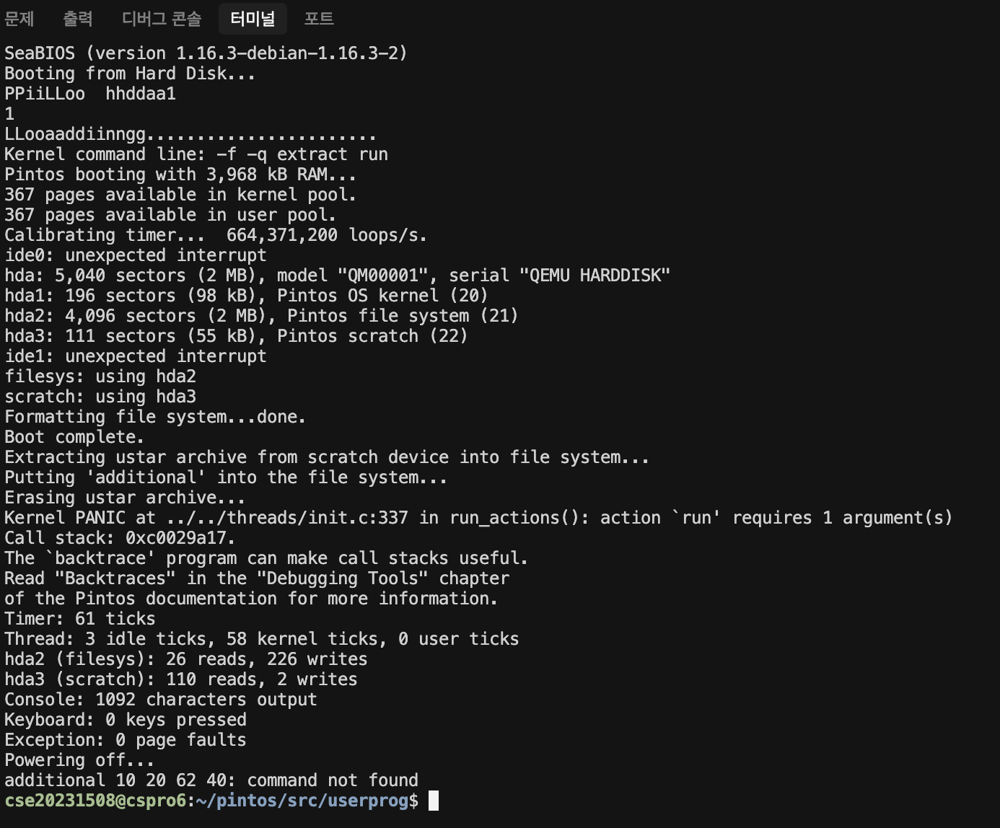 문제 출력 디버그 콘솔 터미널 포트
SeaBIOS (version 1.16.3-debian-1.16.3-2)
Booting from Hard Disk...
PPiiLLoo  hhddaa1
1
LLooaaddiinngg.......................
Kernel command line: -f -q extract run
Pintos booting with 3,968 kB RAM...
367 pages available in kernel pool.
367 pages available in user pool.
Calibrating timer...  664,371,200 loops/s.
ide0: unexpected interrupt
hda: 5,040 sectors (2 MB), model "QM00001", serial "QEMU HARDDISK"
hda1: 196 sectors (98 kB), Pintos OS kernel (20)
hda2: 4,096 sectors (2 MB), Pintos file system (21)
hda3: 111 sectors (55 kB), Pintos scratch (22)
ide1: unexpected interrupt
filesys: using hda2
scratch: using hda3
Formatting file system...done.
Boot complete.
Extracting ustar archive from scratch device into file system...
Putting 'additional' into the file system...
Erasing ustar archive...
Kernel PANIC at ../../threads/init.c:337 in run_actions(): action `run' requires 1 argument(s)
Call stack: 0xc0029a17.
The `backtrace' program can make call stacks useful.
Read "Backtraces" in the "Debugging Tools" chapter
of the Pintos documentation for more information.
Timer: 61 ticks
Thread: 3 idle ticks, 58 kernel ticks, 0 user ticks
hda2 (filesys): 26 reads, 226 writes
hda3 (scratch): 110 reads, 2 writes
Console: 1092 characters output
Keyboard: 0 keys pressed
Exception: 0 page faults
Powering off...
additional 10 20 62 40: command not found
cse20231508@cspro6:~/pintos/src/userprog$